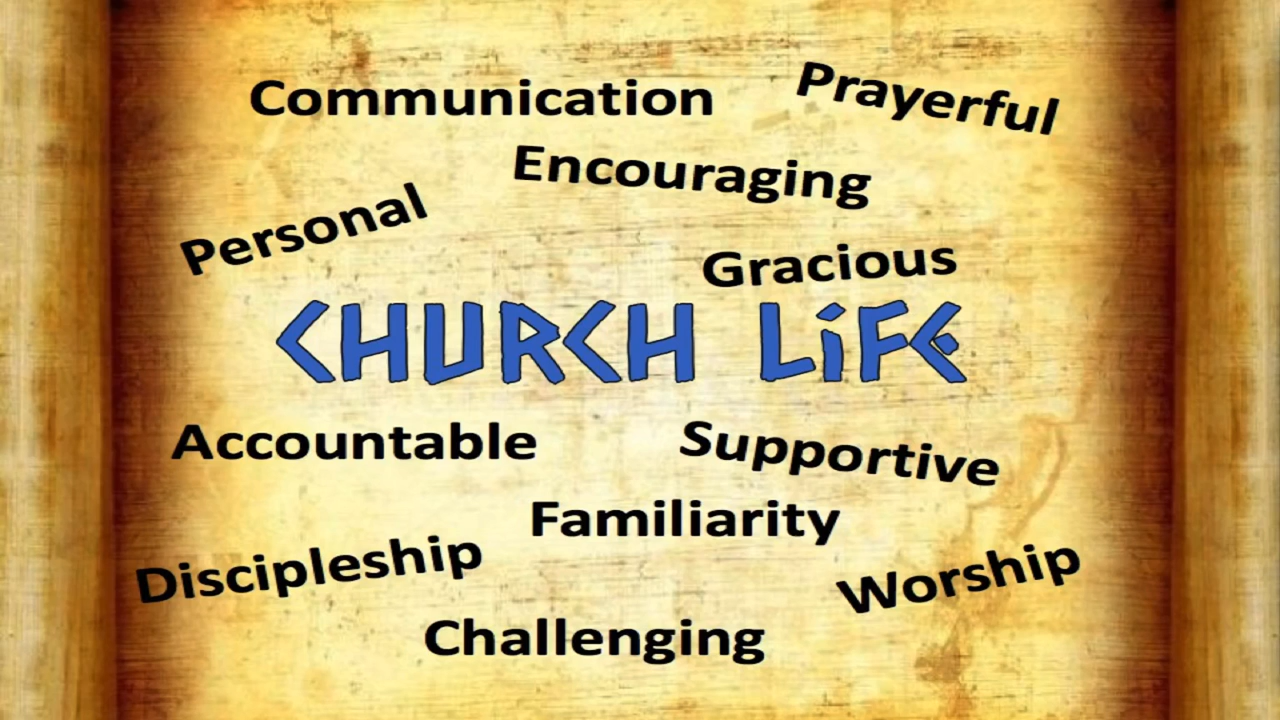 Communication
Prayerful
Encouraging
Personal
Gracious
CHURCH LiFE
Accountable
Supportive
Familiarity
Discipleship
Worship
Challenging